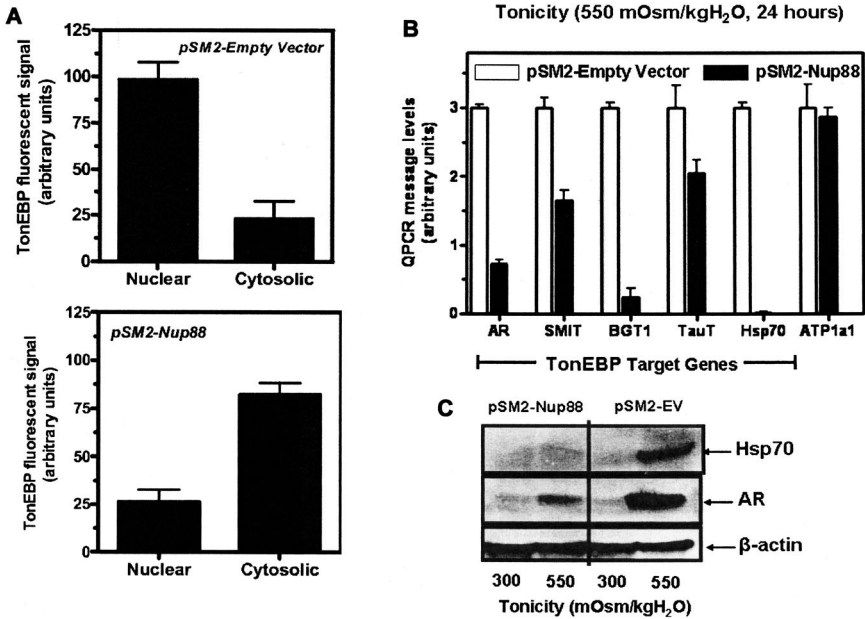 A
pSM2-Empty Vector
TonEBP fluorescent signal
(arbitrary units)
125
100
75
50
25
0
Nuclear Cytosolic
pSM2-Nup88
TonEBP fluorescent signal
(arbitrary units)
125
100
75
50
25
0
Nuclear Cytosolic
Tonicity (550 mOsm/kgH₂O, 24 hours)
B
pSM2-Empty Vector pSM2-Nup88
QPCR message levels
(arbitrary units)
3
2
1
0
AR SMIT BGT1 TauT Hsp70 ATP1a1
TonEBP Target Genes
C
pSM2-Nup88 pSM2-EV
Hsp70
AR
β-actin
300 550 300 550
Tonicity (mOsm/kgH₂O)